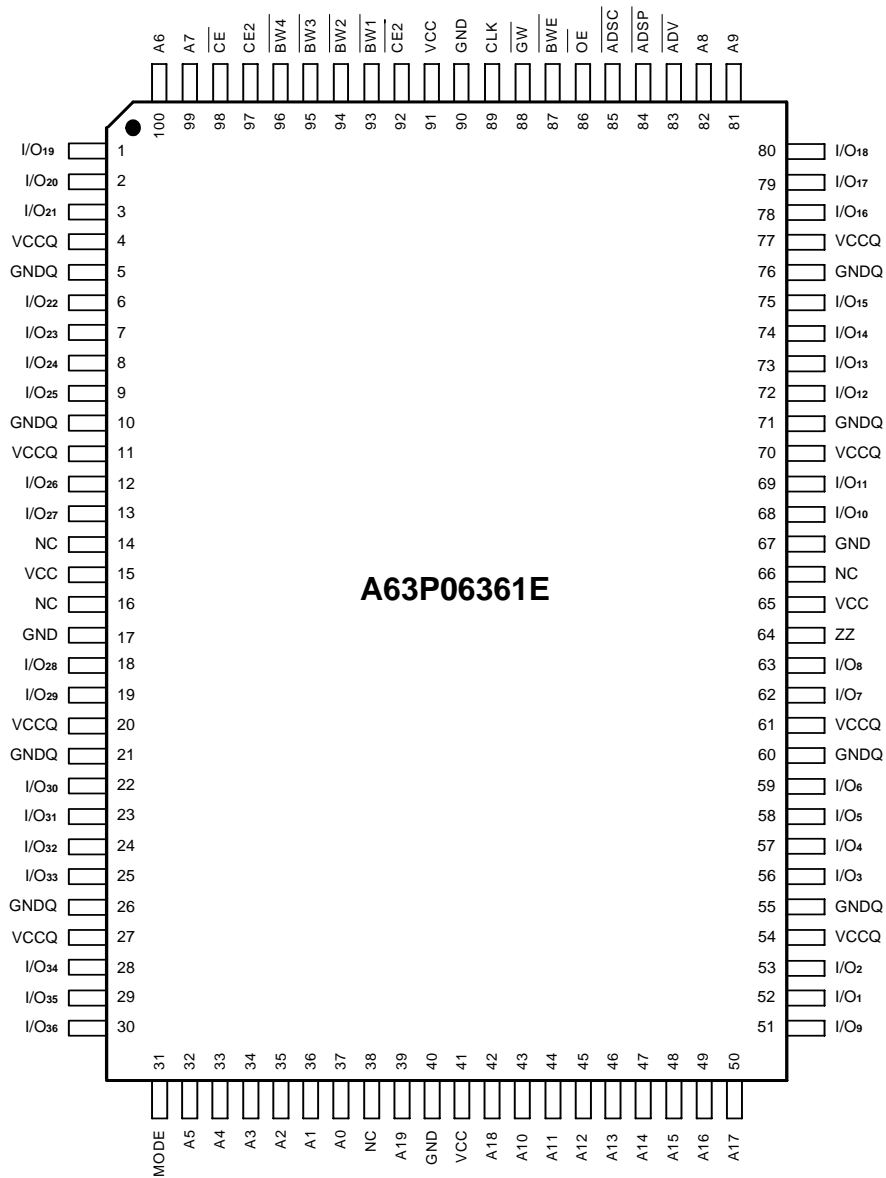 A6 A7 CE CE2 BW4 BW3 BW2 BW1 CE2 VCC GND CLK GW BWE OE ADSC ADSP ADV A8 A9
100 99 98 97 96 95 94 93 92 91 90 89 88 87 86 85 84 83 82 81
I/O19 1 80 I/O18
I/O20 2 79 I/O17
I/O21 3 78 I/O16
VCCQ 4 77 VCCQ
GNDQ 5 76 GNDQ
I/O22 6 75 I/O15
I/O23 7 74 I/O14
I/O24 8 73 I/O13
I/O25 9 72 I/O12
GNDQ 10 71 GNDQ
VCCQ 11 70 VCCQ
I/O26 12 69 I/O11
I/O27 13 68 I/O10
NC 14 67 GND
VCC 15 66 NC
A63P06361E
NC 16 65 VCC
GND 17 64 ZZ
I/O28 18 63 I/O8
I/O29 19 62 I/O7
VCCQ 20 61 VCCQ
GNDQ 21 60 GNDQ
I/O30 22 59 I/O6
I/O31 23 58 I/O5
I/O32 24 57 I/O4
I/O33 25 56 I/O3
GNDQ 26 55 GNDQ
VCCQ 27 54 VCCQ
I/O34 28 53 I/O2
I/O35 29 52 I/O1
I/O36 30 51 I/O9
31 32 33 34 35 36 37 38 39 40 41 42 43 44 45 46 47 48 49 50
MODE A5 A4 A3 A2 A1 A0 NC A19 GND VCC A18 A10 A11 A12 A13 A14 A15 A16 A17